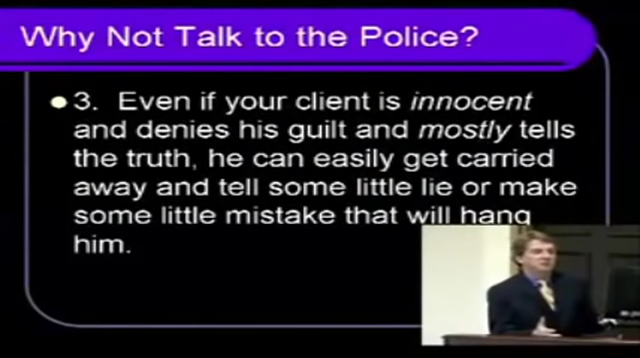 Why Not Talk to the Police?
3. Even if your client is innocent
and denies his guilt and mostly tells
the truth, he can easily get carried
away and tell some little lie or make
some little mistake that will hang
him.